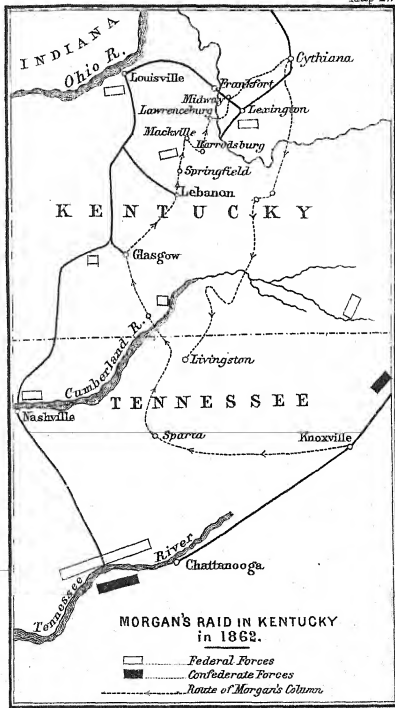 INDIANA
Ohio R.
Louisville
Cythiana
Frankfort
Midway
Lexington
Lawrenceburg
Mackville
Harrodsburg
Springfield
Lebanon
KENTUCKY
Glasgow
Cumberland R.
Livingston
TENNESSEE
Nashville
Sparta
Knoxville
Tennessee River
Chattanooga
MORGAN'S RAID IN KENTUCKY
in 1862.
Federal Forces
Confederate Forces
Route of Morgan's Column